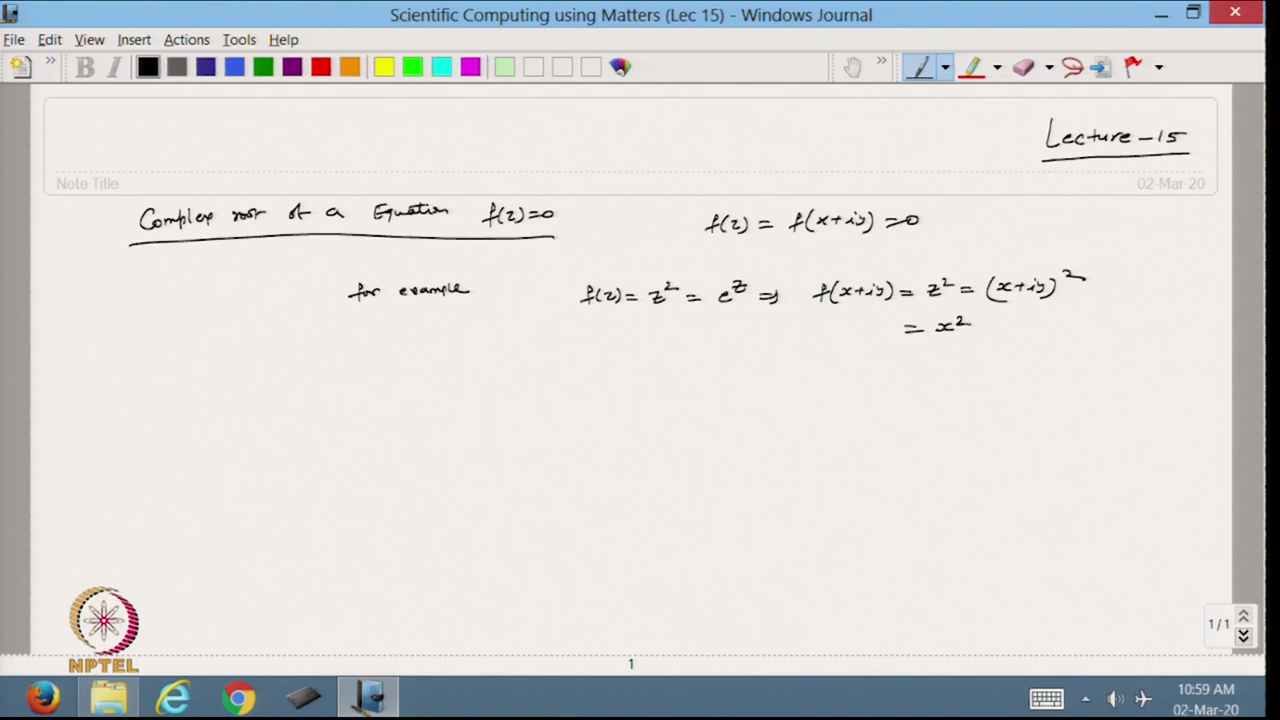 Scientific Computing using Matters (Lec 15) - Windows Journal
File Edit View Insert Actions Tools Help
Lecture-15
Note Title
02-Mar-20
Complex root of a Equation f(z)=0
f(z) = f(x+iy) =0
for example
f(z) = z² = e^z ⇒ f(x+iy) = z² = (x+iy)²
= x²
1/1
NPTEL
1
10:59 AM
02-Mar-20